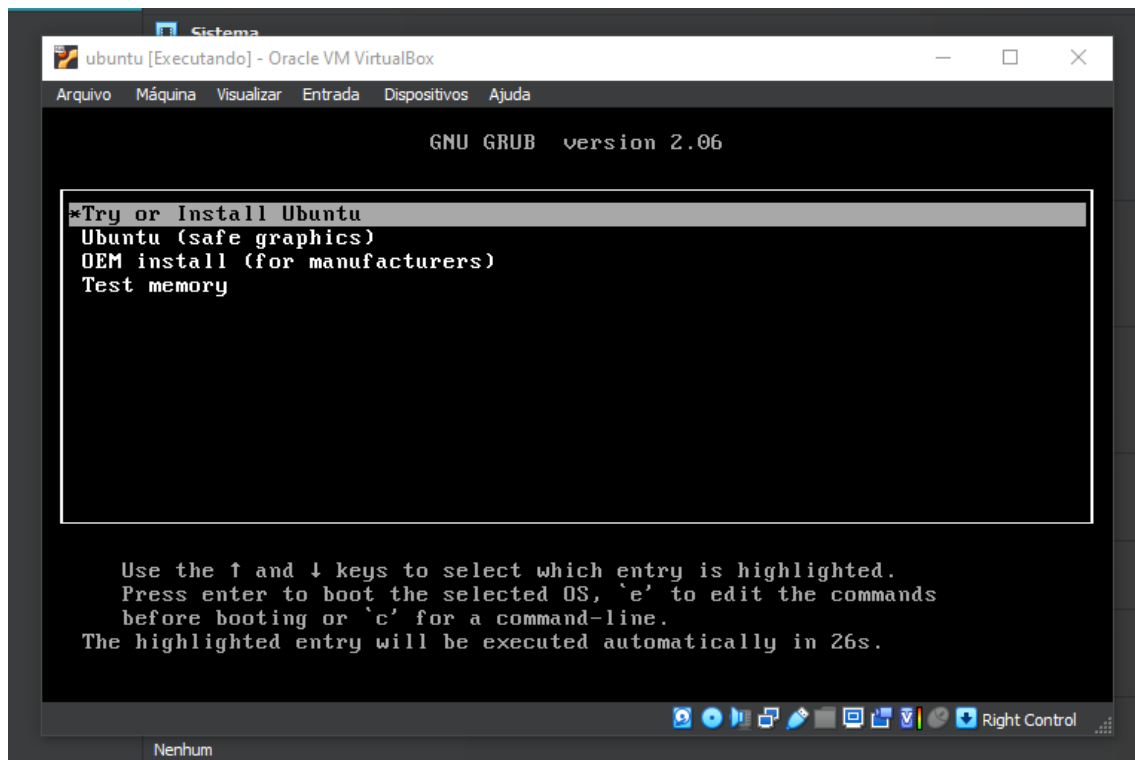 Sistema
ubuntu [Executando] - Oracle VM VirtualBox
Arquivo Máquina Visualizar Entrada Dispositivos Ajuda
GNU GRUB version 2.06
*Try or Install Ubuntu
Ubuntu (safe graphics)
OEM install (for manufacturers)
Test memory
Use the ↑ and ↓ keys to select which entry is highlighted.
Press enter to boot the selected OS, `e' to edit the commands
before booting or `c' for a command-line.
The highlighted entry will be executed automatically in 26s.
Right Control
Nenhum